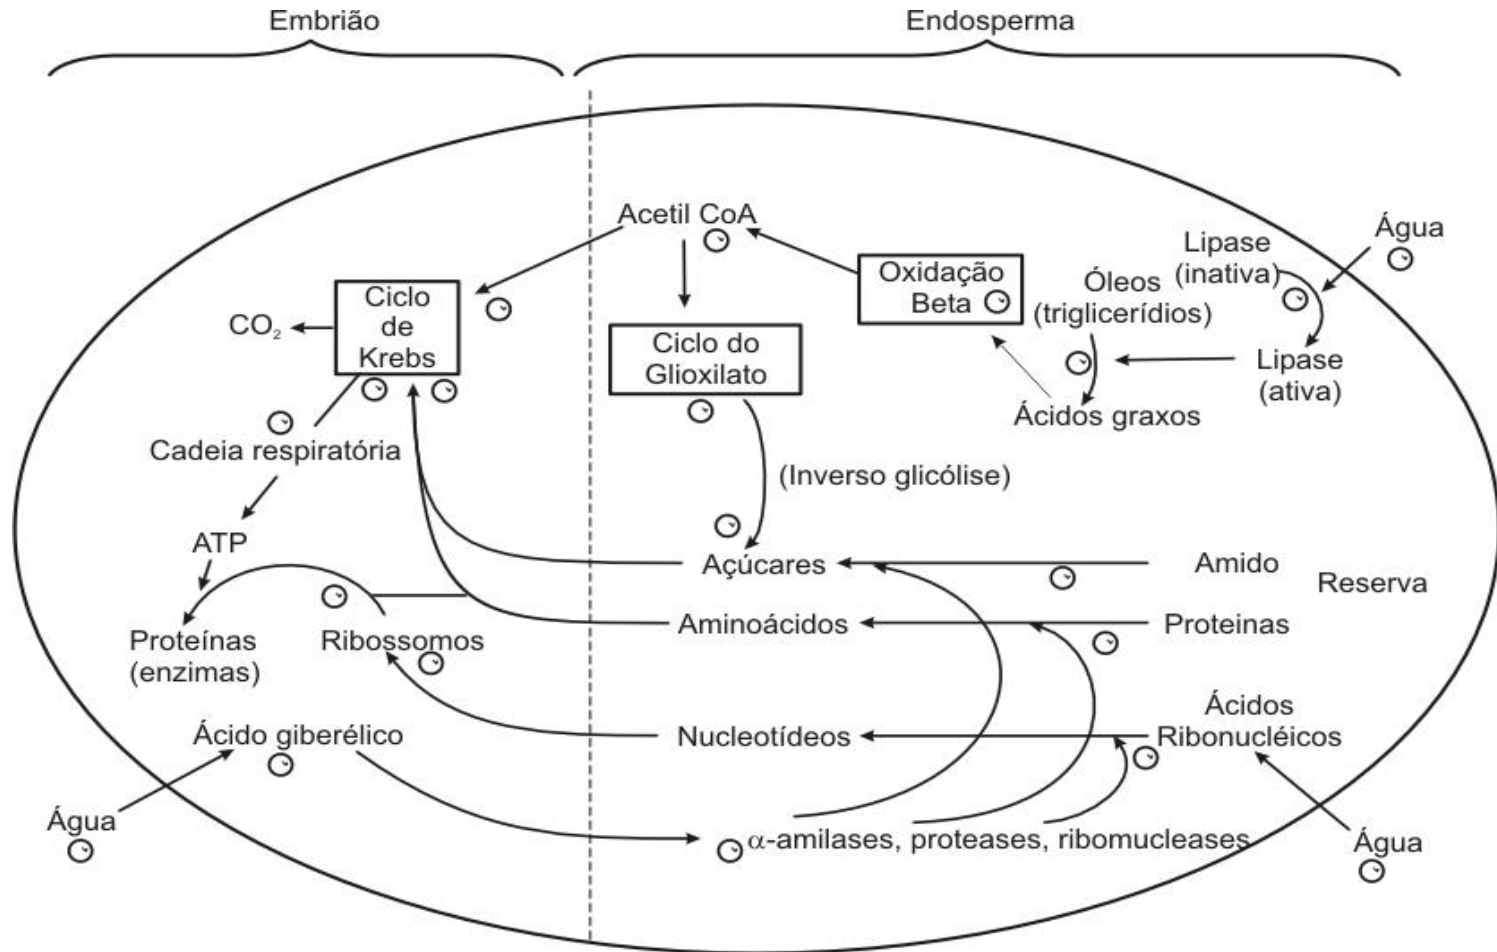 Embrião
Endosperma
Acetil CoA
Lipase
(inativa)
Água
Oxidação
Beta
Óleos
(triglicerídios)
Ciclo
de
Krebs
CO₂
Ciclo do
Glioxilato
Lipase
(ativa)
Ácidos graxos
Cadeia respiratória
(Inverso glicólise)
ATP
Açúcares
Amido
Reserva
Proteínas
(enzimas)
Ribossomos
Aminoácidos
Proteinas
Ácido giberélico
Nucleotídeos
Ácidos
Ribonucléicos
Água
α-amilases, proteases, ribomucleases
Água